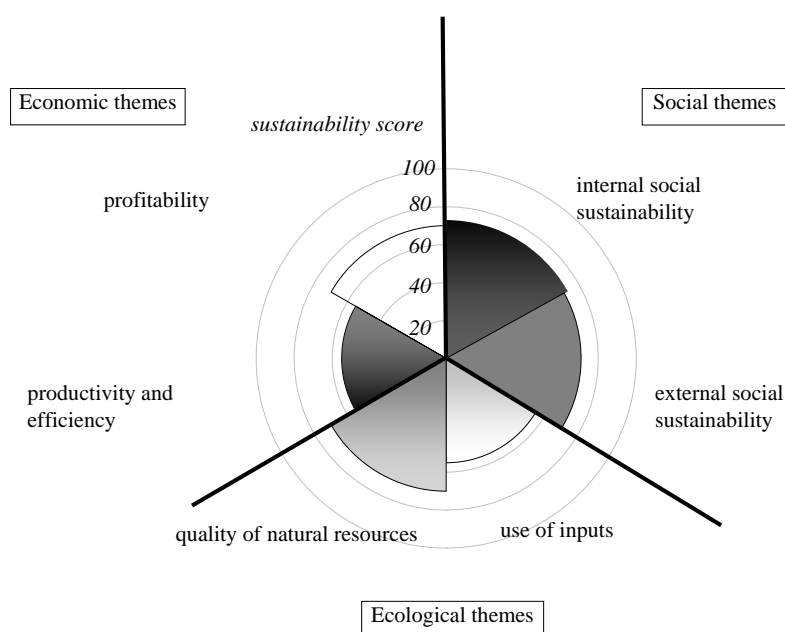 Economic themes
Social themes
sustainability score
100
80
60
40
20
profitability
internal social
sustainability
productivity and
efficiency
external social
sustainability
quality of natural resources
use of inputs
Ecological themes